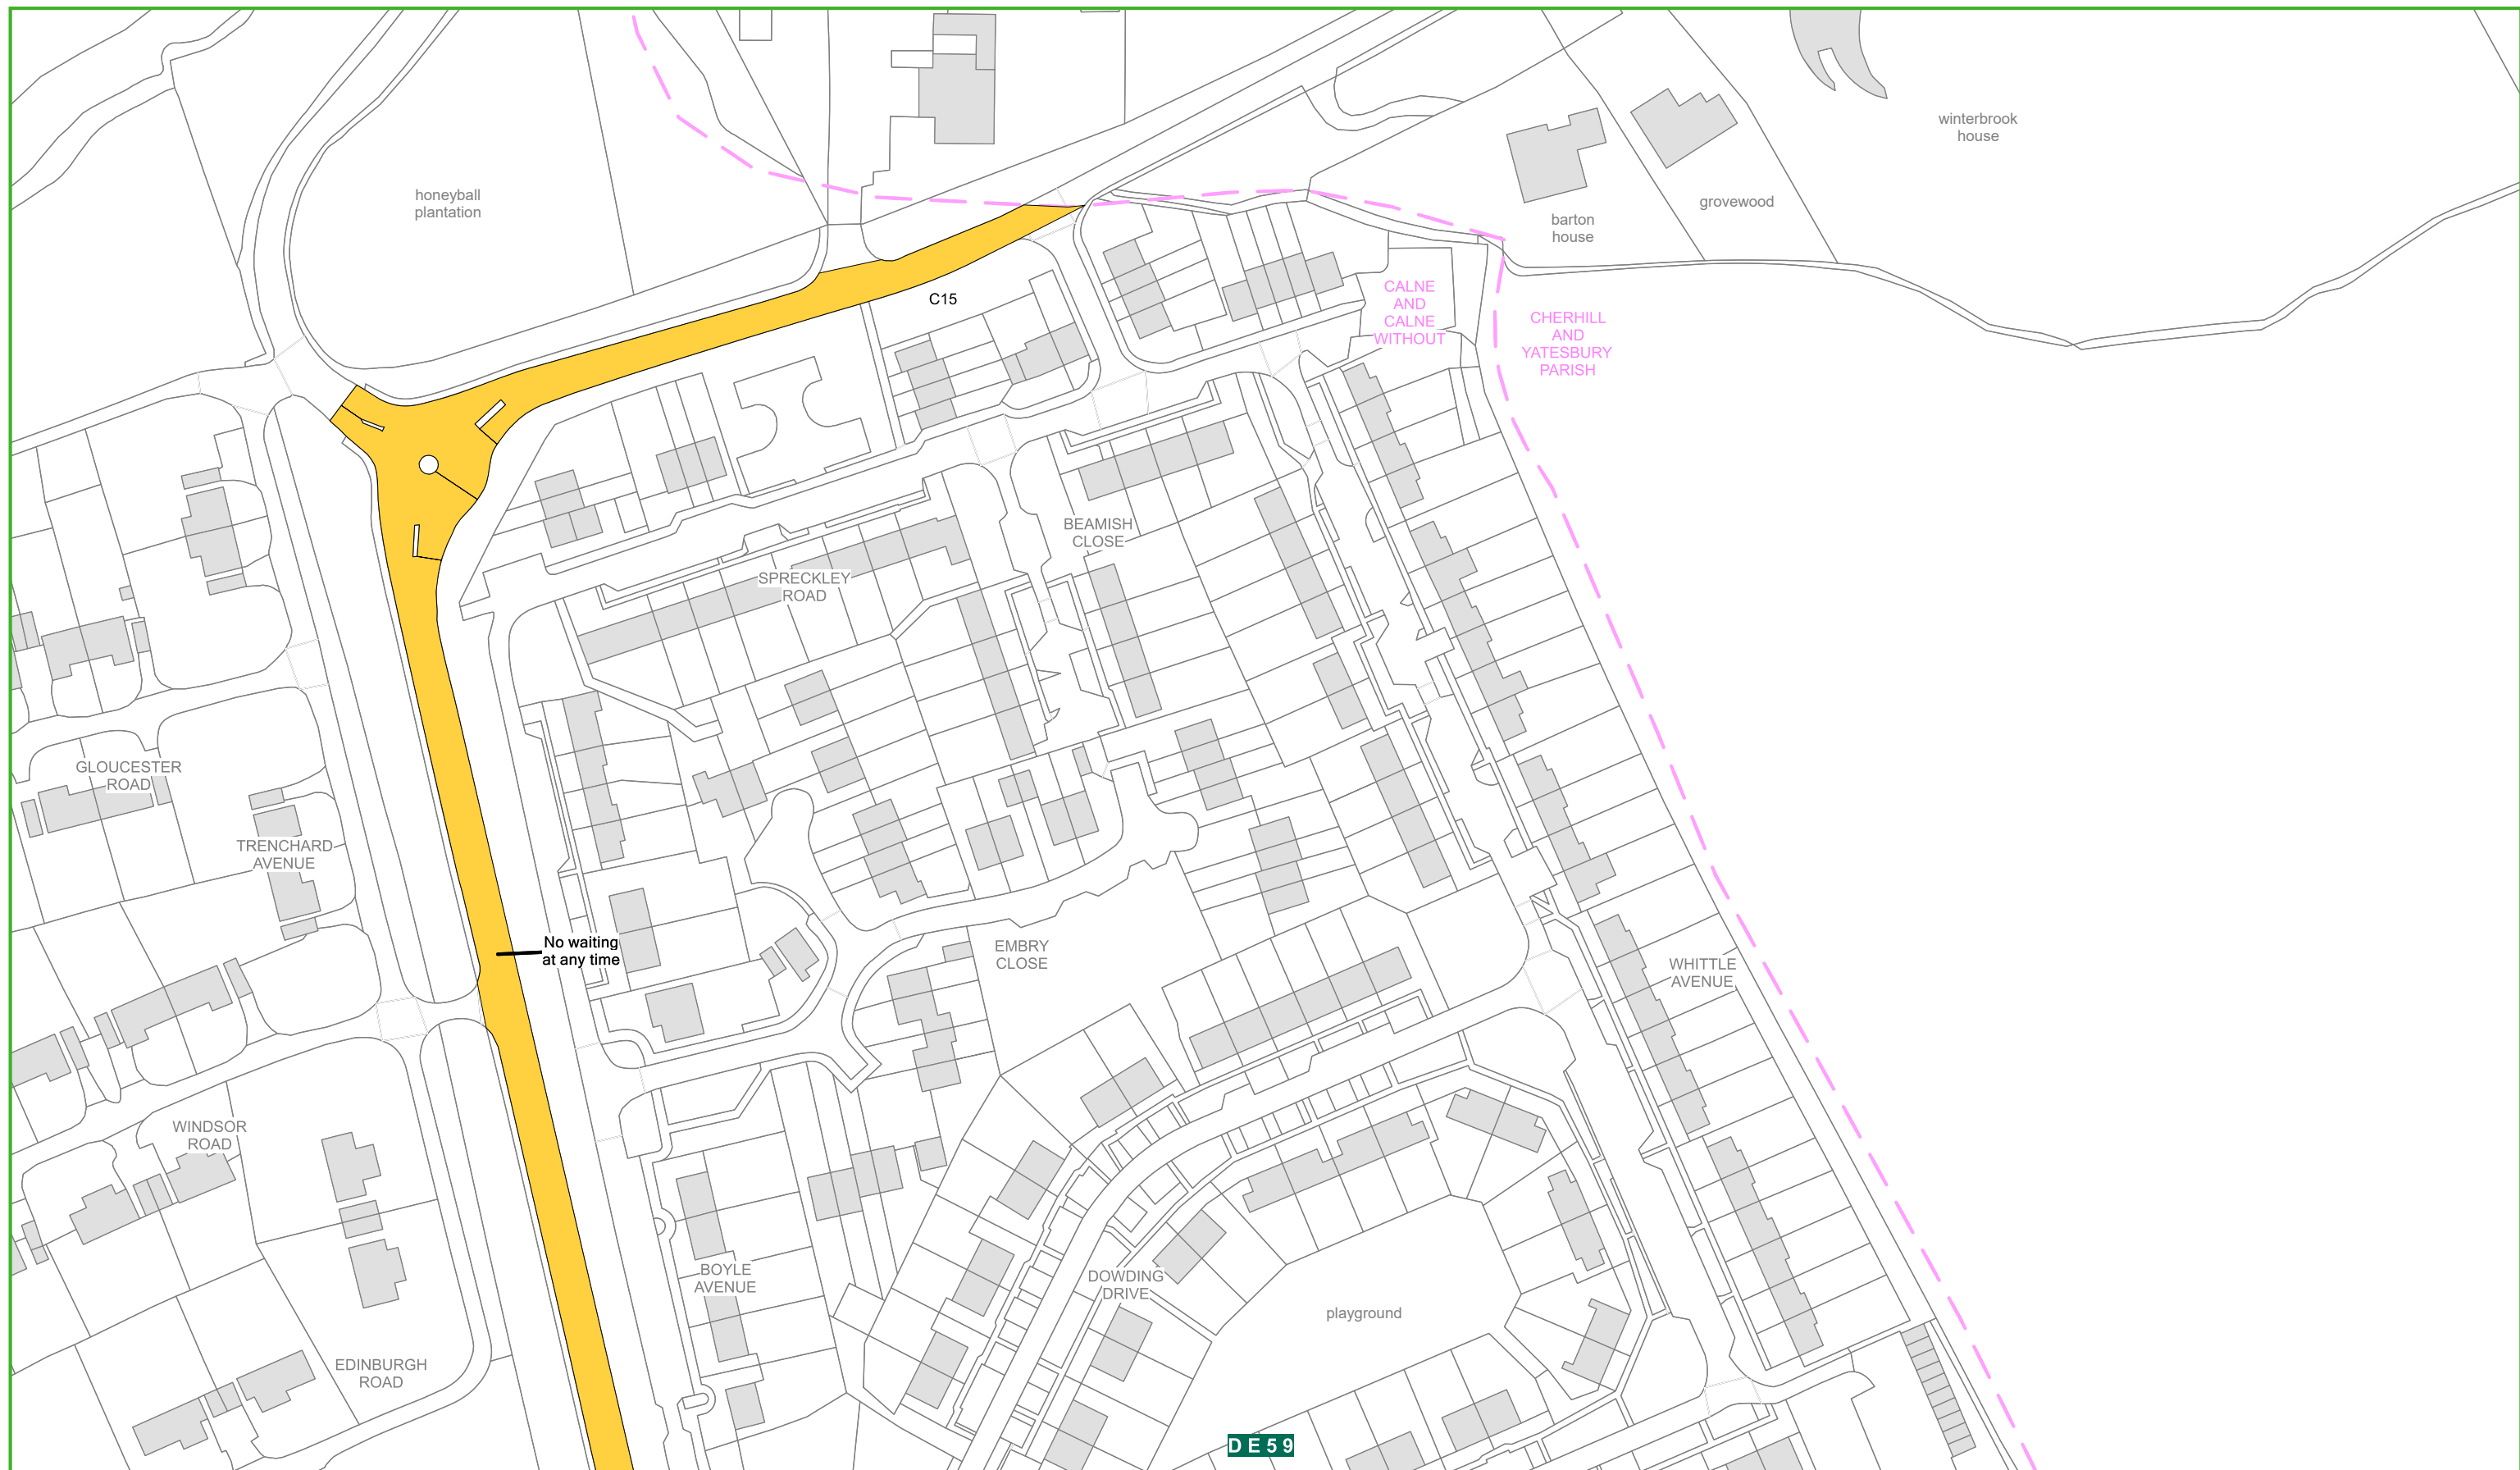 winterbrook
house
honeyball
plantation
grovewood
barton
house
C15
CALNE
AND
CALNE
WITHOUT
CHERHILL
AND
YATESBURY
PARISH
BEAMISH
CLOSE
SPRECKLEY
ROAD
GLOUCESTER
ROAD
TRENCHARD
AVENUE
No waiting
at any time
EMBRY
CLOSE
WHITTLE
AVENUE
WINDSOR
ROAD
BOYLE
AVENUE
DOWDING
DRIVE
playground
EDINBURGH
ROAD
DE59